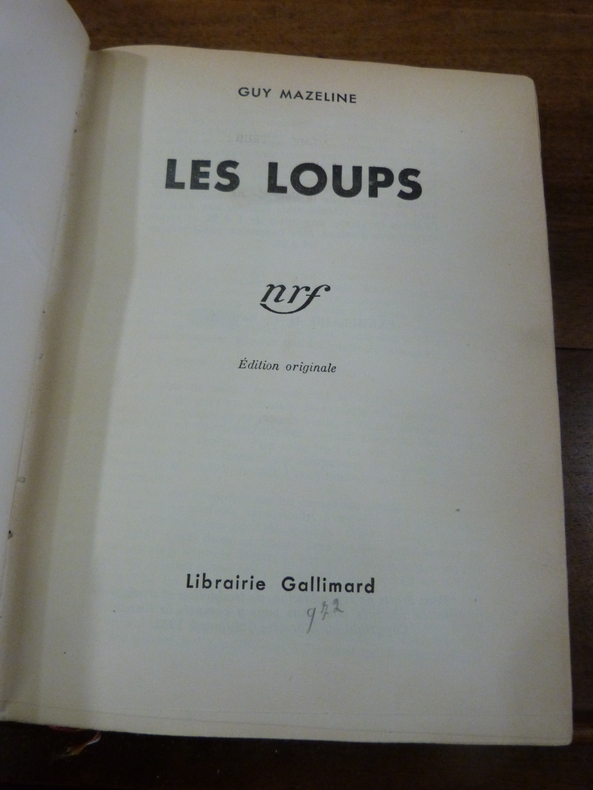 GUY MAZELINE
LES LOUPS
nrf
Édition originale
Librairie Gallimard